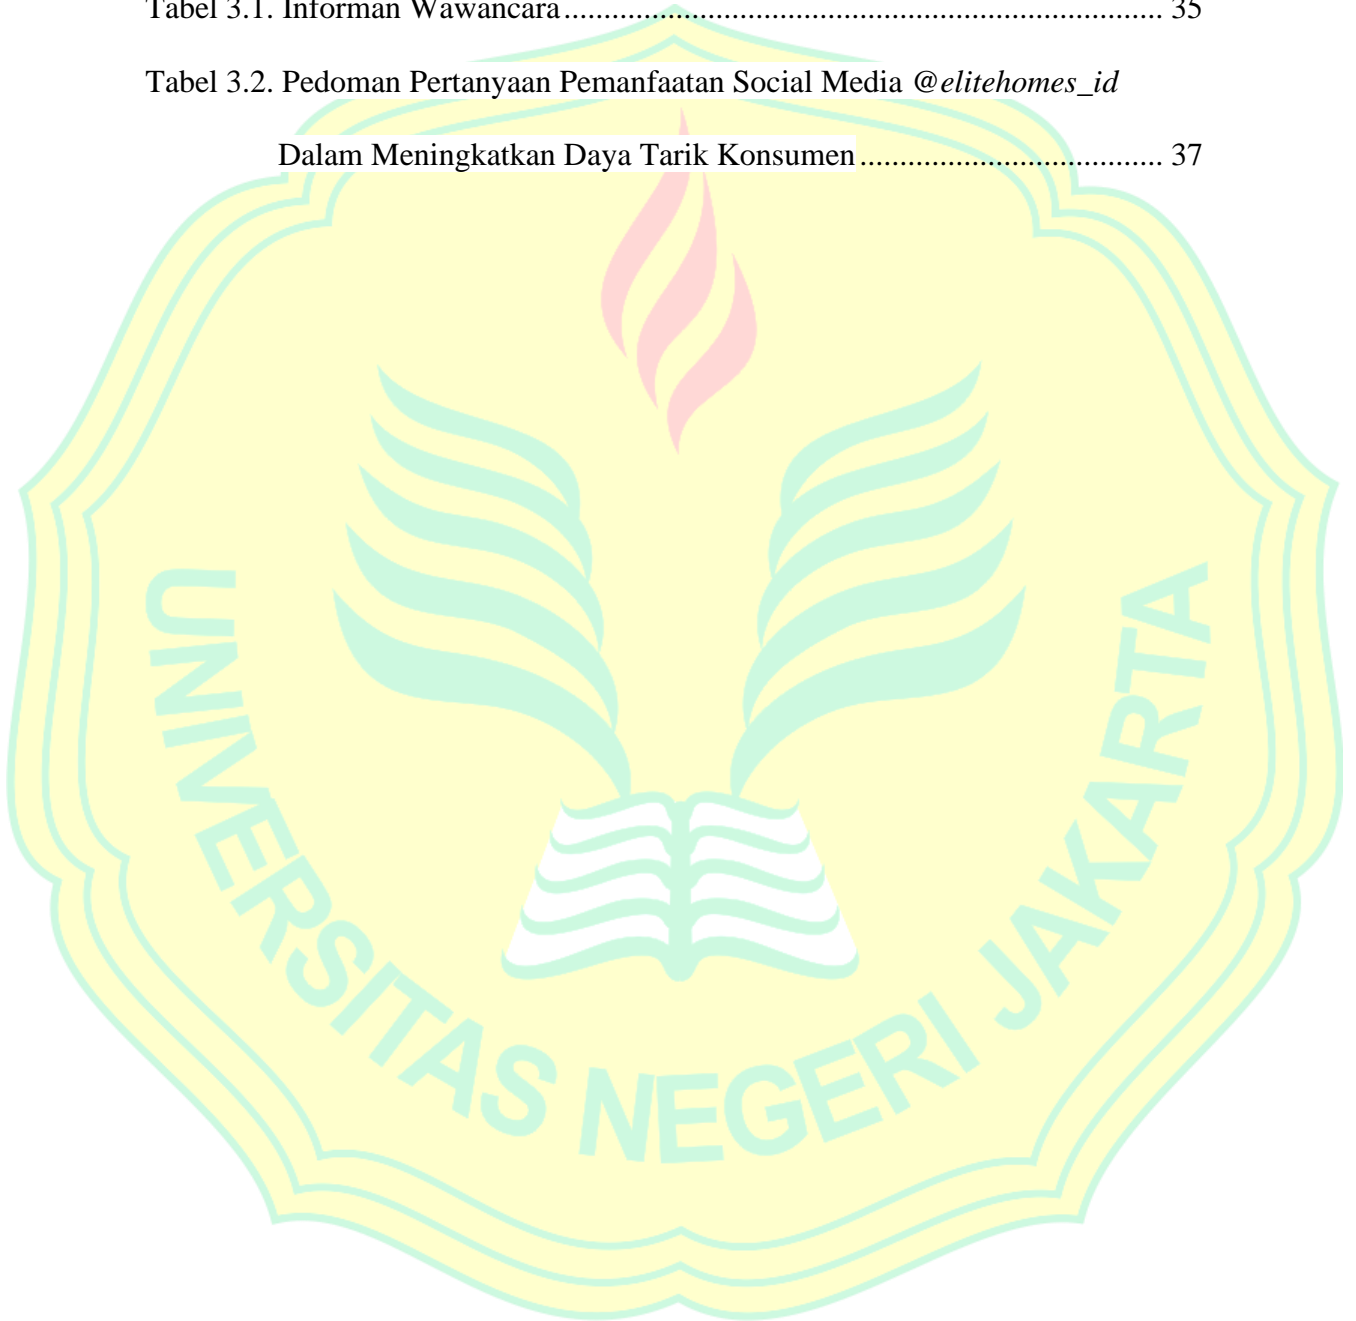 Tabel 3.1. Informan Wawancara........................................................................... 35
Tabel 3.2. Pedoman Pertanyaan Pemanfaatan Social Media @elitehomes_id
Dalam Meningkatkan Daya Tarik Konsumen...................................... 37
UNIVERSITAS NEGERI JAKARTA